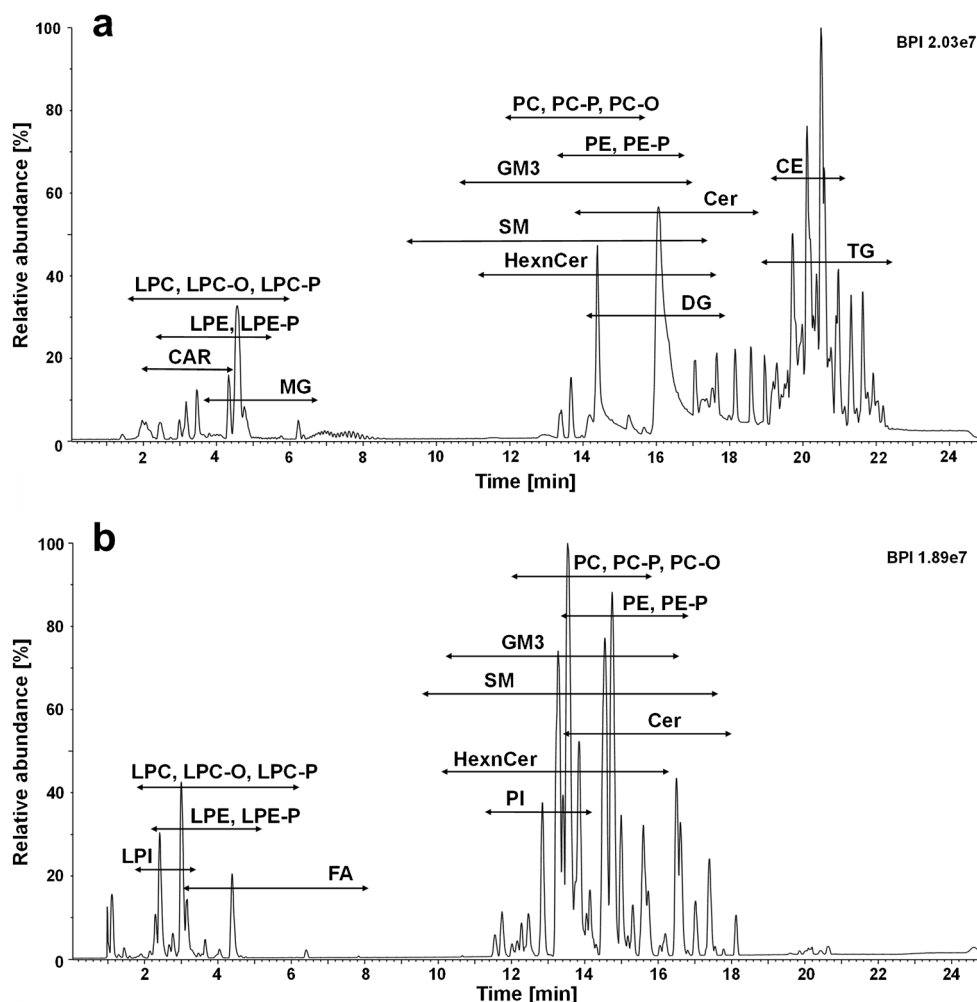 a
BPI 2.03e7
Relative abundance [%]
100
80
60
40
20
0
PC, PC-P, PC-O
PE, PE-P
GM3
CE
Cer
SM
TG
HexnCer
LPC, LPC-O, LPC-P
DG
LPE, LPE-P
CAR
MG
2 4 6 8 10 12 14 16 18 20 22 24
Time [min]
b
BPI 1.89e7
Relative abundance [%]
100
80
60
40
20
0
PC, PC-P, PC-O
PE, PE-P
GM3
SM
Cer
HexnCer
LPC, LPC-O, LPC-P
PI
LPE, LPE-P
LPI
FA
2 4 6 8 10 12 14 16 18 20 22 24
Time [min]